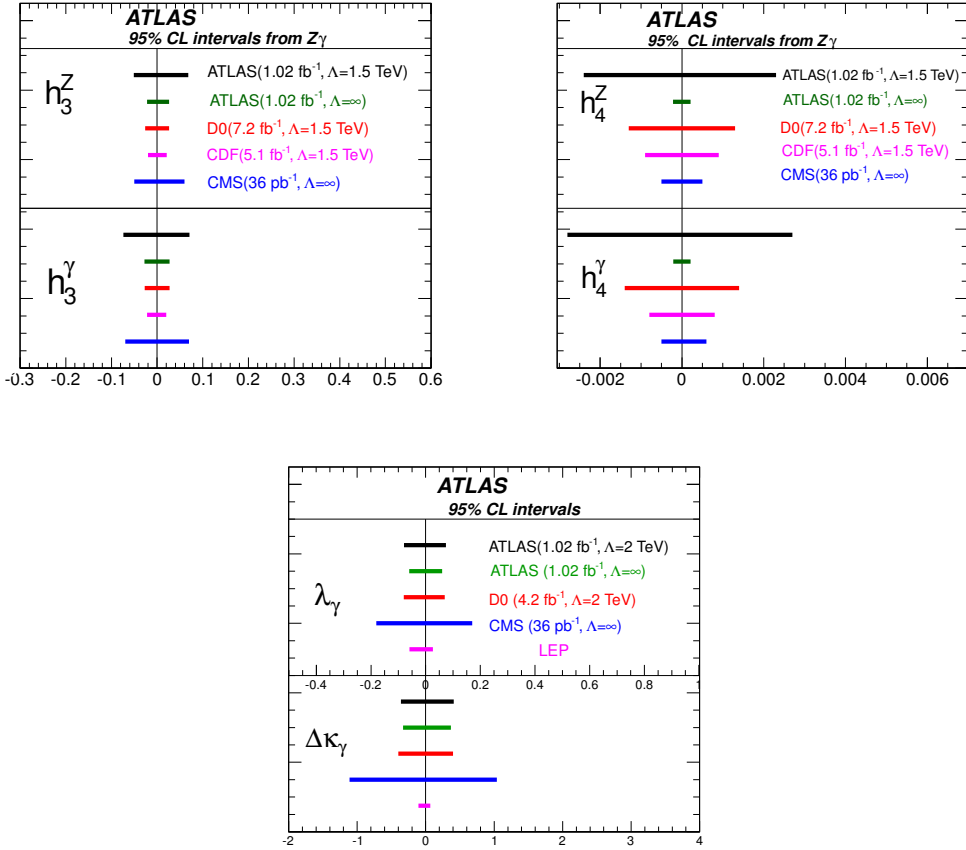 ATLAS
95% CL intervals from Zγ
h₃ᶻ
ATLAS(1.02 fb⁻¹, Λ=1.5 TeV)
ATLAS(1.02 fb⁻¹, Λ=∞)
D0(7.2 fb⁻¹, Λ=1.5 TeV)
CDF(5.1 fb⁻¹, Λ=1.5 TeV)
CMS(36 pb⁻¹, Λ=∞)
h₃ᵞ
-0.3 -0.2 -0.1 0 0.1 0.2 0.3 0.4 0.5 0.6
ATLAS
95% CL intervals from Zγ
h₄ᶻ
ATLAS(1.02 fb⁻¹, Λ=1.5 TeV)
ATLAS(1.02 fb⁻¹, Λ=∞)
D0(7.2 fb⁻¹, Λ=1.5 TeV)
CDF(5.1 fb⁻¹, Λ=1.5 TeV)
CMS(36 pb⁻¹, Λ=∞)
h₄ᵞ
-0.002 0 0.002 0.004 0.006
ATLAS
95% CL intervals
λᵧ
ATLAS(1.02 fb⁻¹, Λ=2 TeV)
ATLAS (1.02 fb⁻¹, Λ=∞)
D0 (4.2 fb⁻¹, Λ=2 TeV)
CMS (36 pb⁻¹, Λ=∞)
LEP
-0.4 -0.2 0 0.2 0.4 0.6 0.8 1
Δκᵧ
-2 -1 0 1 2 3 4